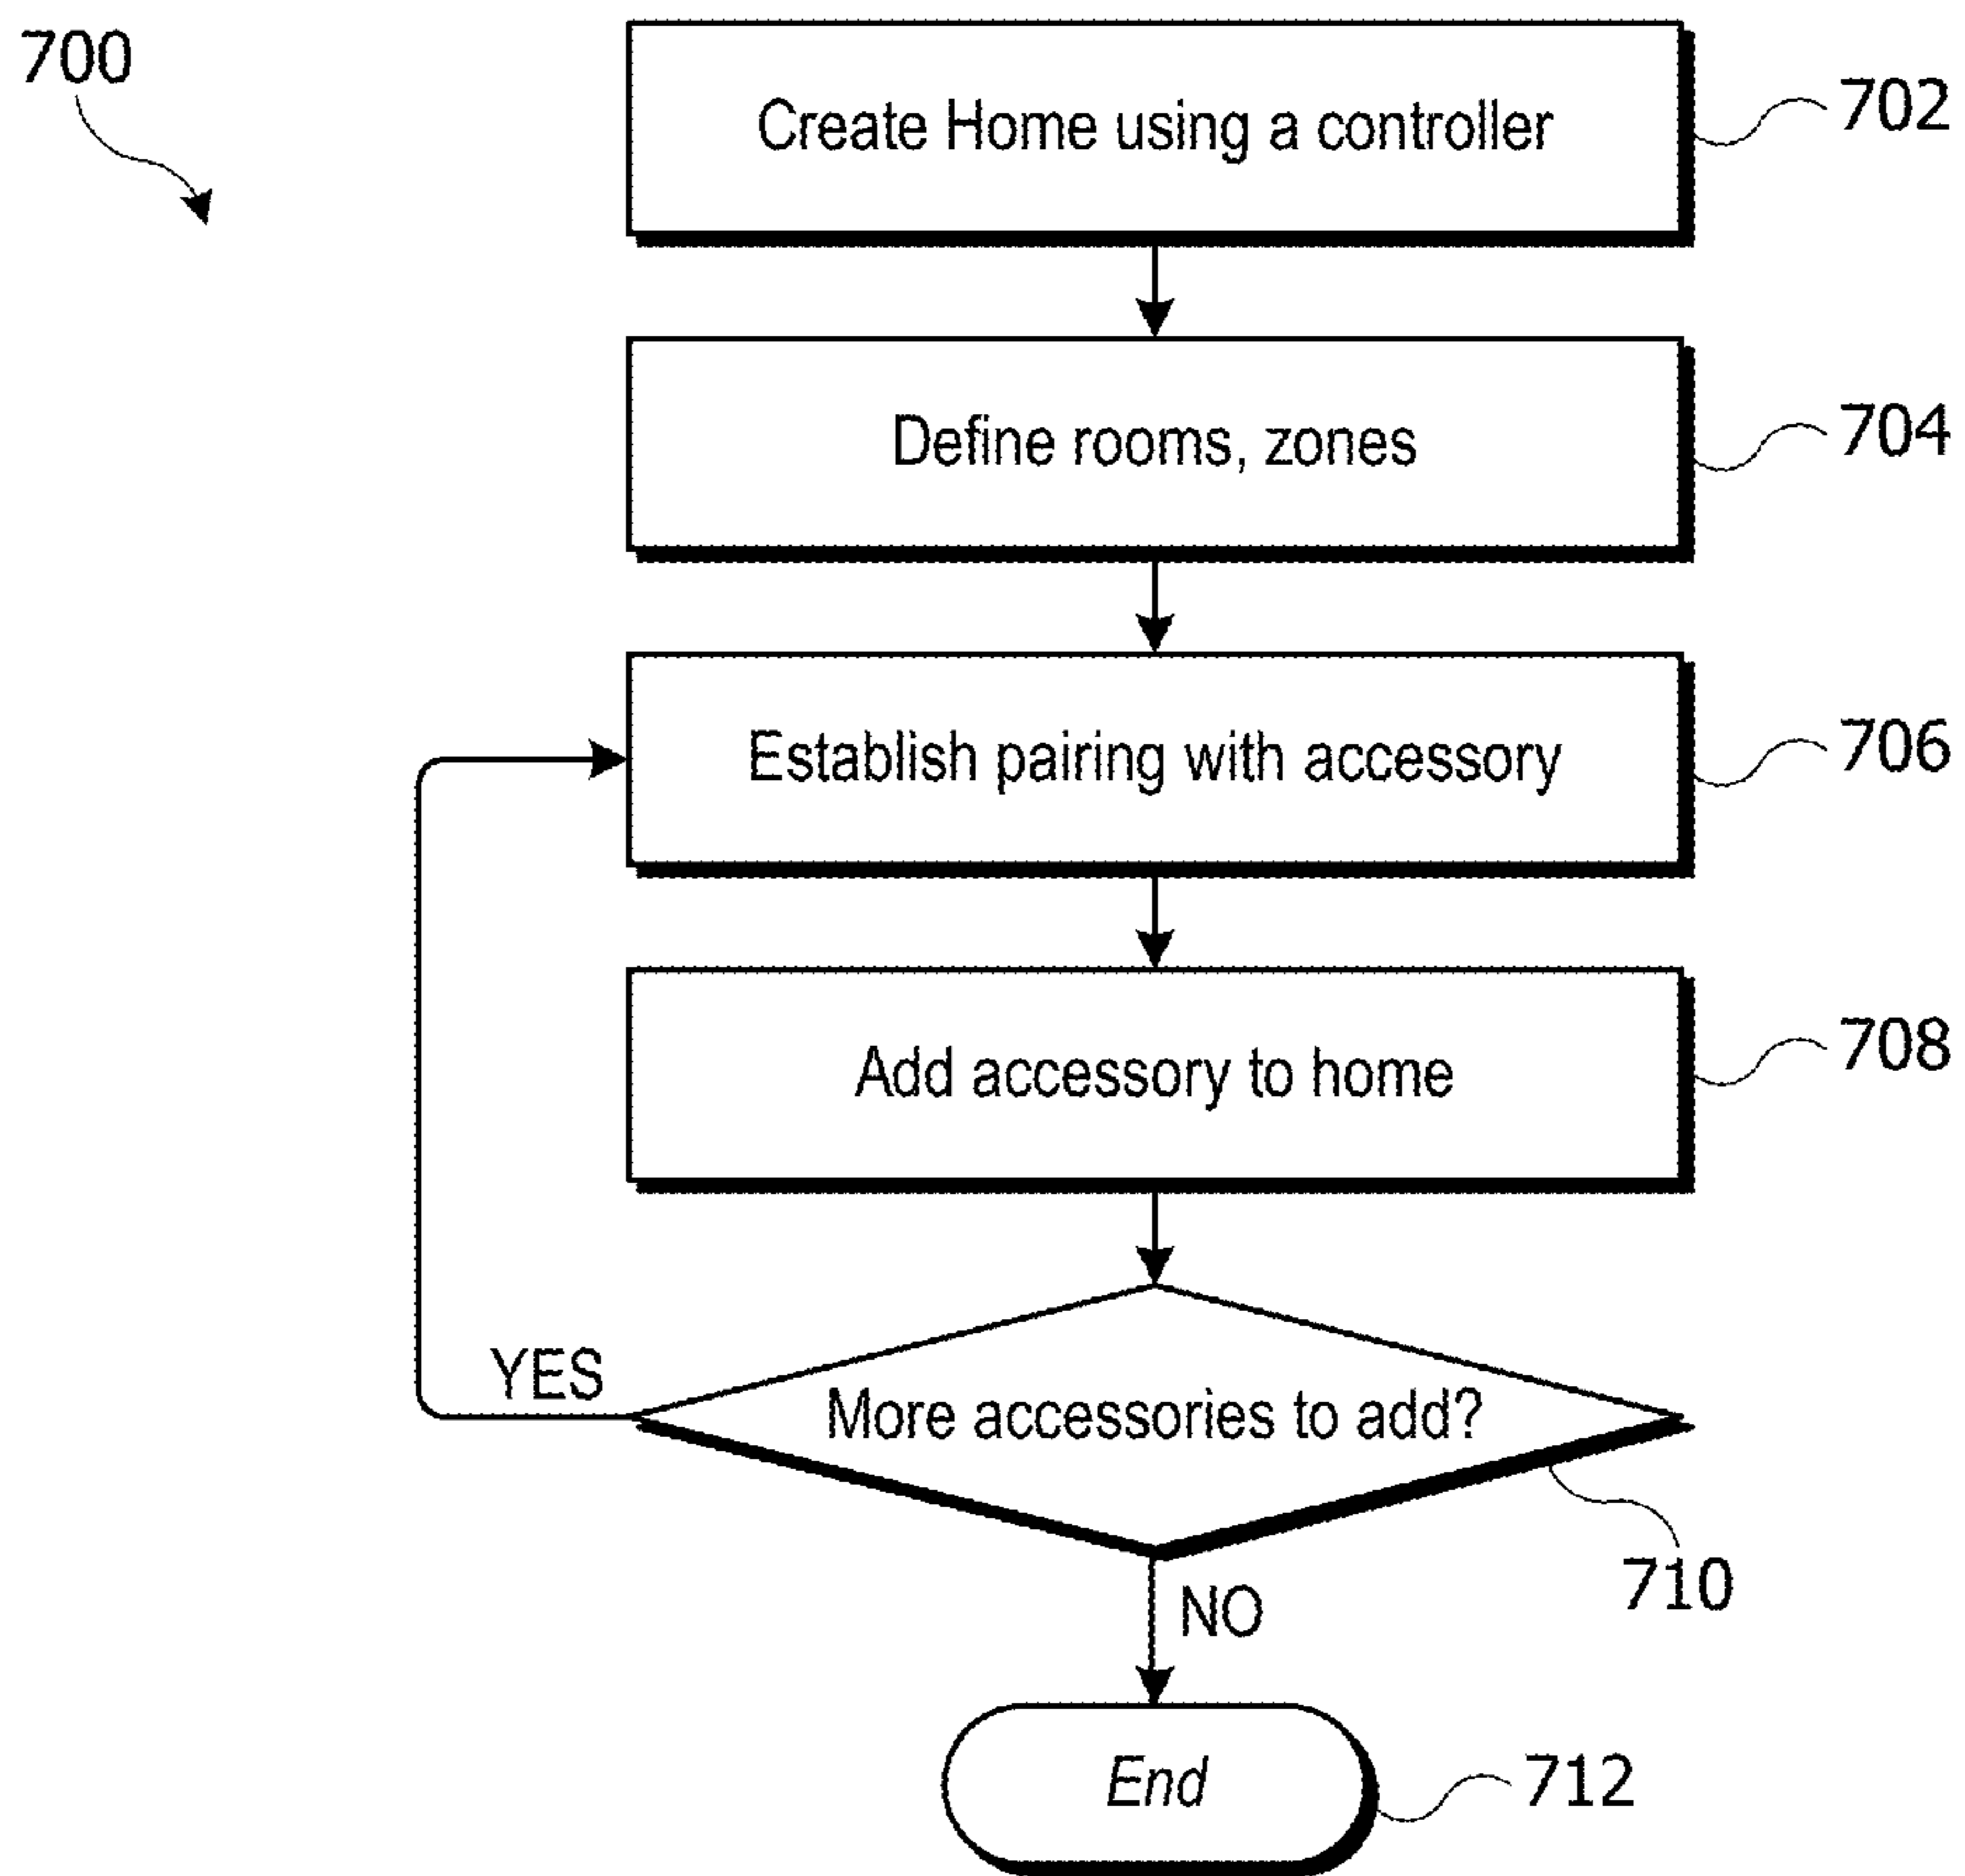 700
Create Home using a controller
702
Define rooms, zones
704
Establish pairing with accessory
706
Add accessory to home
708
YES
More accessories to add?
710
NO
End
712